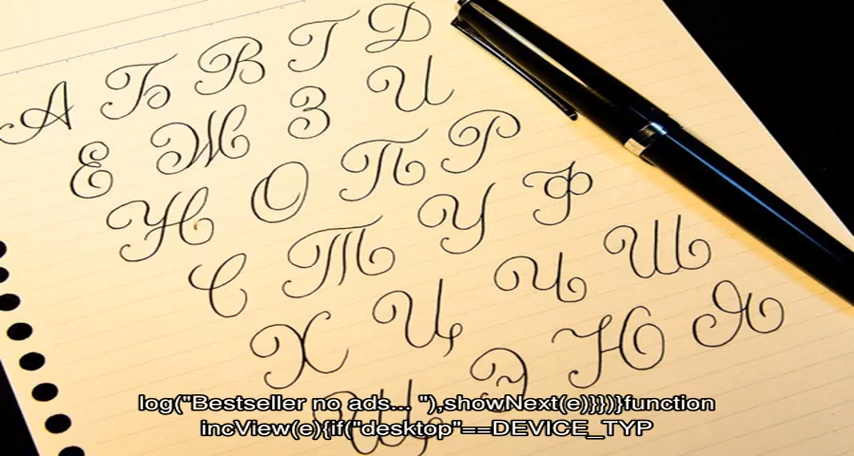 А Б В Г Д
Е Ж З И
Н О П Р
С Т У Ф
Х Ц Ч Ш
Щ Э Ю Я
log("Bestseller no ads... "),showNext(e)}})}function
incView(e){if("desktop"==DEVICE_TYP